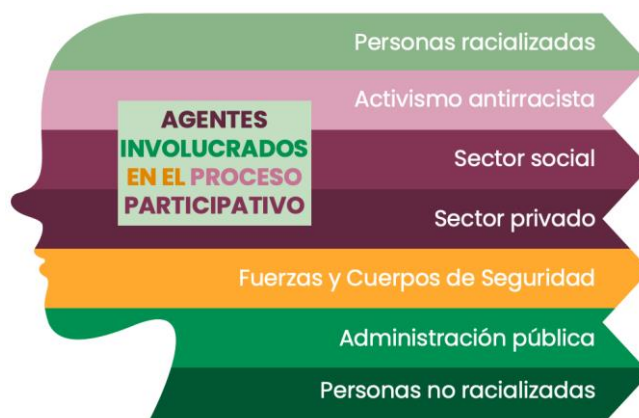 Personas racializadas
Activismo antirracista
AGENTES
INVOLUCRADOS
EN EL PROCESO
PARTICIPATIVO
Sector social
Sector privado
Fuerzas y Cuerpos de Seguridad
Administración pública
Personas no racializadas